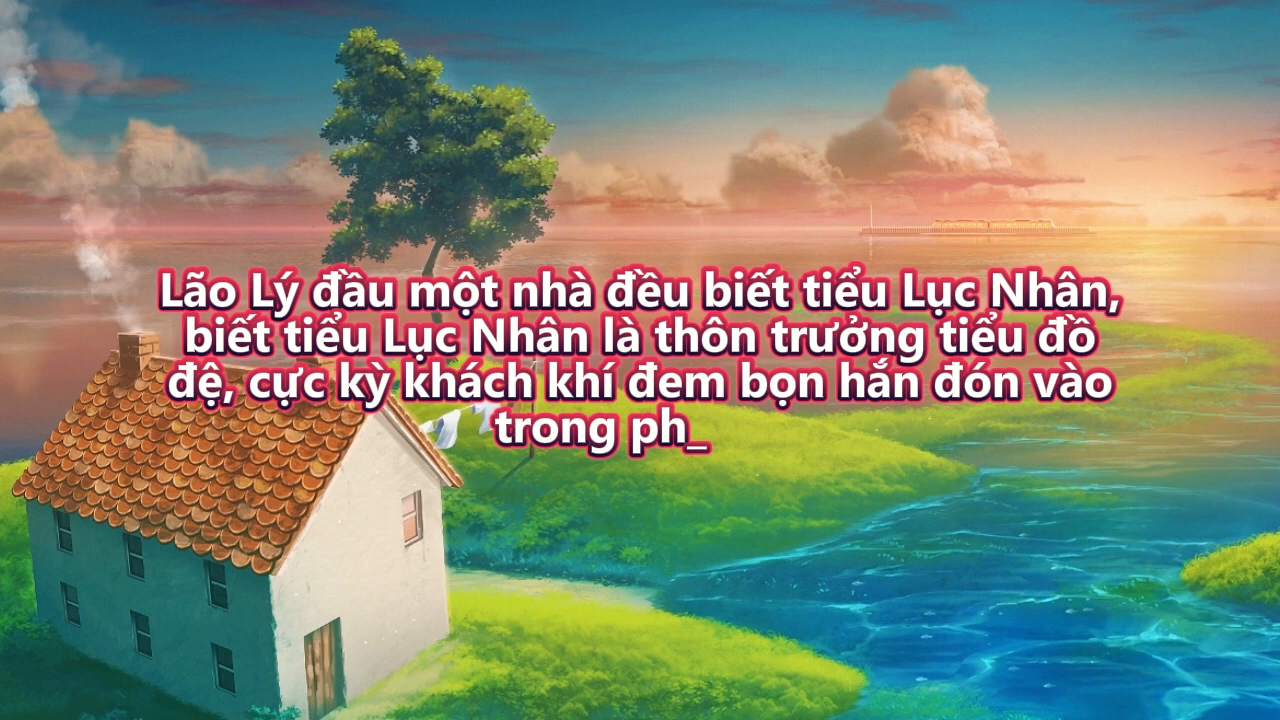 Lão Lý đầu một nhà đều biết tiểu Lục Nhân,
biết tiểu Lục Nhân là thôn trưởng tiểu đồ
đệ, cực kỳ khách khí đem bọn hắn đón vào
trong ph_